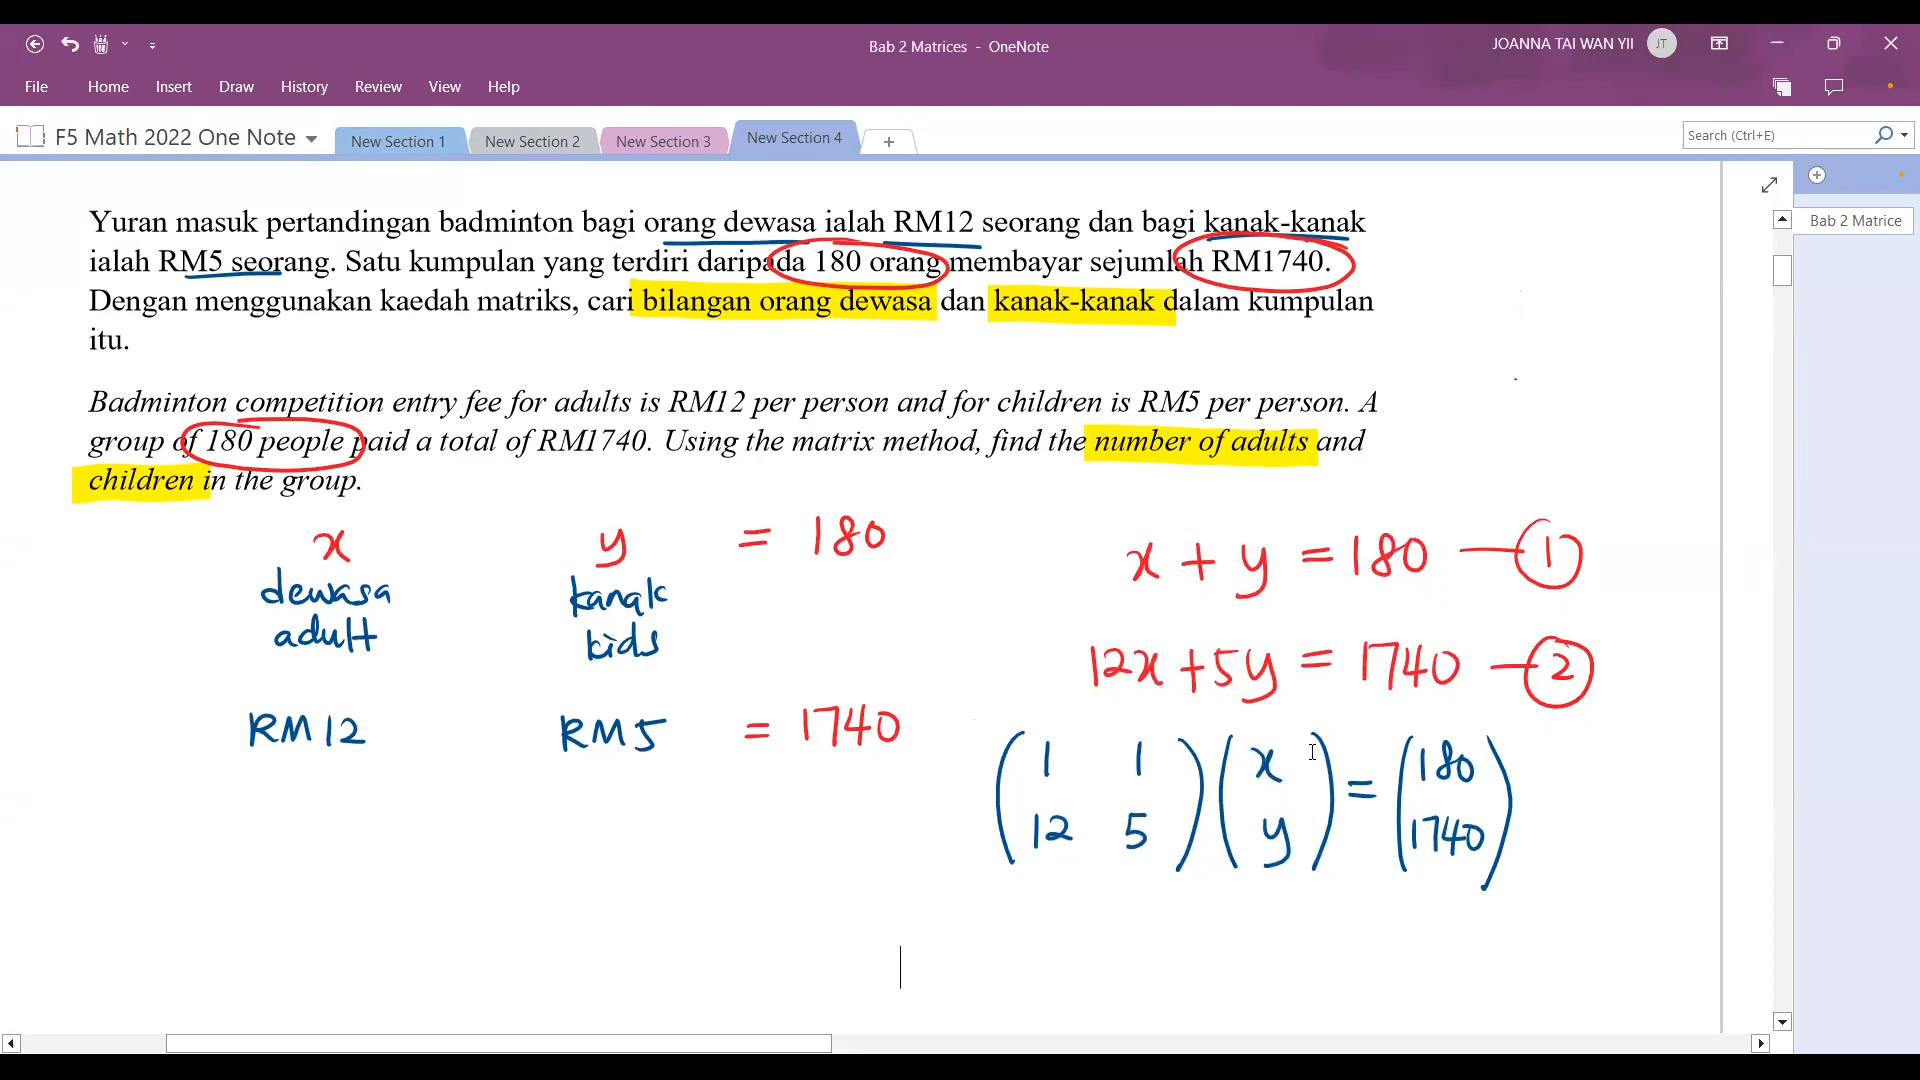 Bab 2 Matrices - OneNote
JOANNA TAI WAN YII JT
File Home Insert Draw History Review View Help
F5 Math 2022 One Note New Section 1 New Section 2 New Section 3 New Section 4 + Search (Ctrl+E)
Bab 2 Matrice
Yuran masuk pertandingan badminton bagi orang dewasa ialah RM12 seorang dan bagi kanak-kanak
ialah RM5 seorang. Satu kumpulan yang terdiri daripada 180 orang membayar sejumlah RM1740.
Dengan menggunakan kaedah matriks, cari bilangan orang dewasa dan kanak-kanak dalam kumpulan
itu.
Badminton competition entry fee for adults is RM12 per person and for children is RM5 per person. A
group of 180 people paid a total of RM1740. Using the matrix method, find the number of adults and
children in the group.
x y = 180
dewasa kanak
adult kids
RM12 RM5 = 1740
x + y = 180 — 1
12x + 5y = 1740 — 2
( 1 1 ) ( x ) = ( 180 )
( 12 5 ) ( y ) ( 1740 )